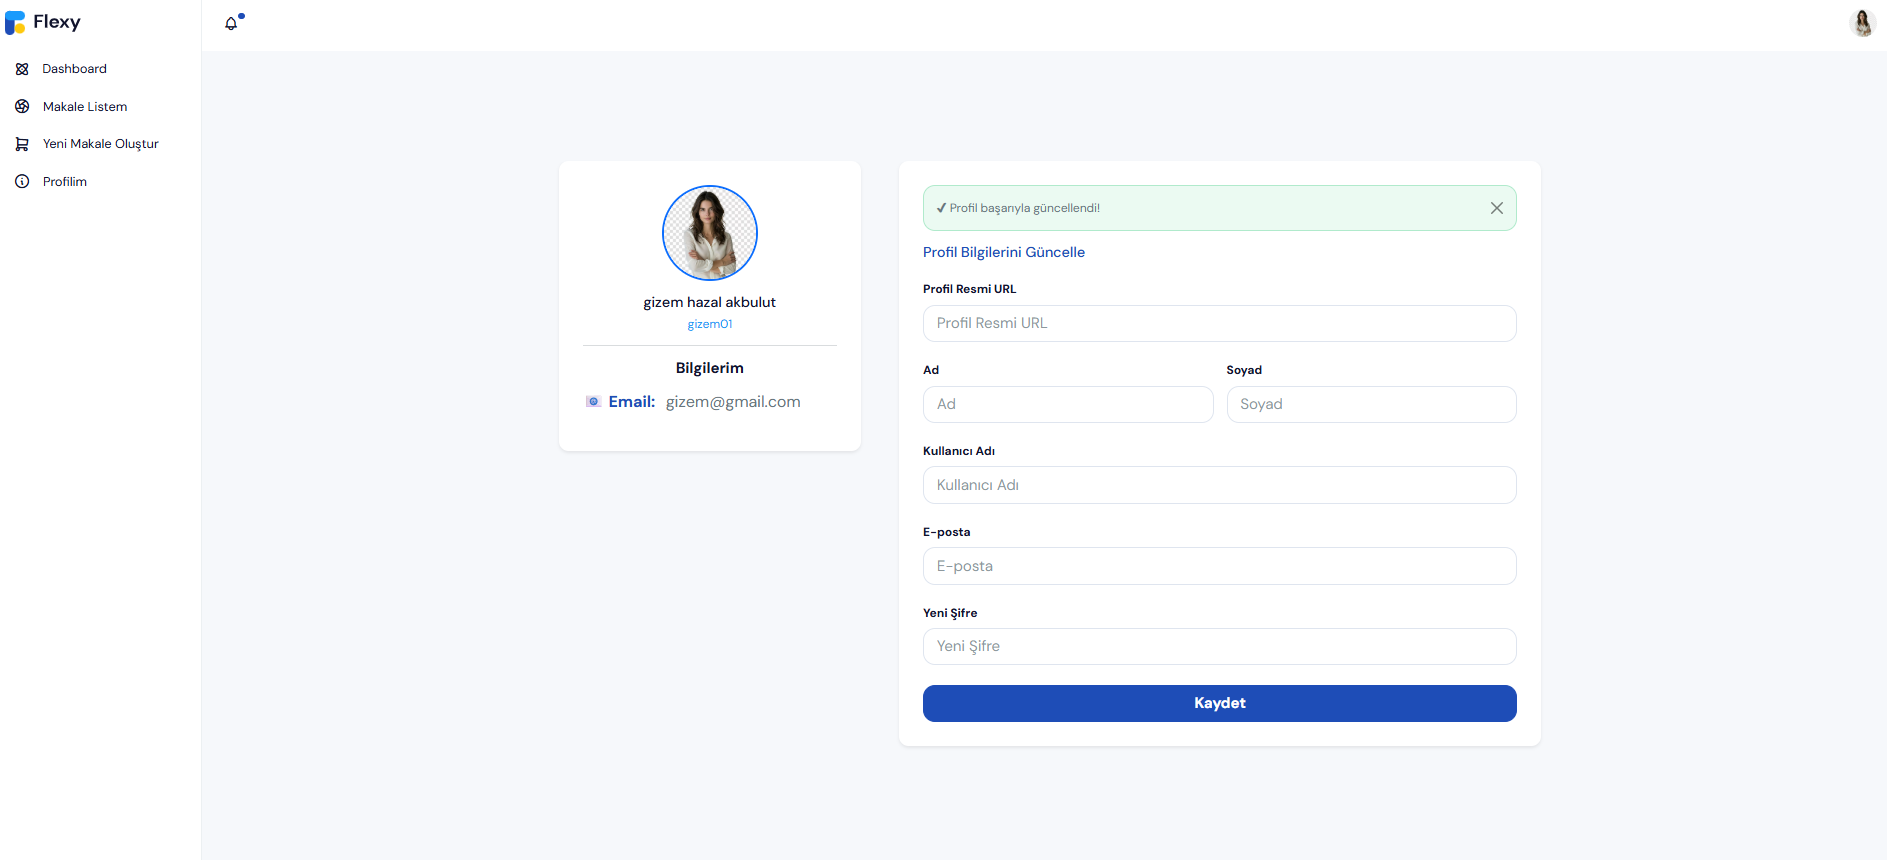 Flexy
Dashboard
Makale Listem
Yeni Makale Oluştur
Profilim
gizem hazal akbulut
gizem01
Bilgilerim
📧 Email: gizem@gmail.com
✔ Profil başarıyla güncellendi!
Profil Bilgilerini Güncelle
Profil Resmi URL
Profil Resmi URL
Ad Soyad
Ad Soyad
Kullanıcı Adı
Kullanıcı Adı
E-posta
E-posta
Yeni Şifre
Yeni Şifre
Kaydet